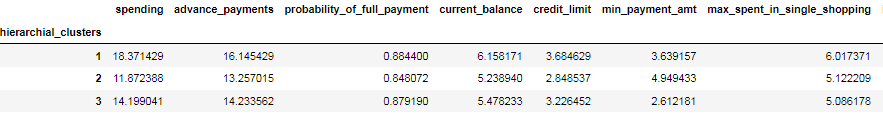 spending advance_payments probability_of_full_payment current_balance credit_limit min_payment_amt max_spent_in_single_shopping
hierarchial_clusters
1 18.371429 16.145429 0.884400 6.158171 3.684629 3.639157 6.017371
2 11.872388 13.257015 0.848072 5.238940 2.848537 4.949433 5.122209
3 14.199041 14.233562 0.879190 5.478233 3.226452 2.612181 5.086178